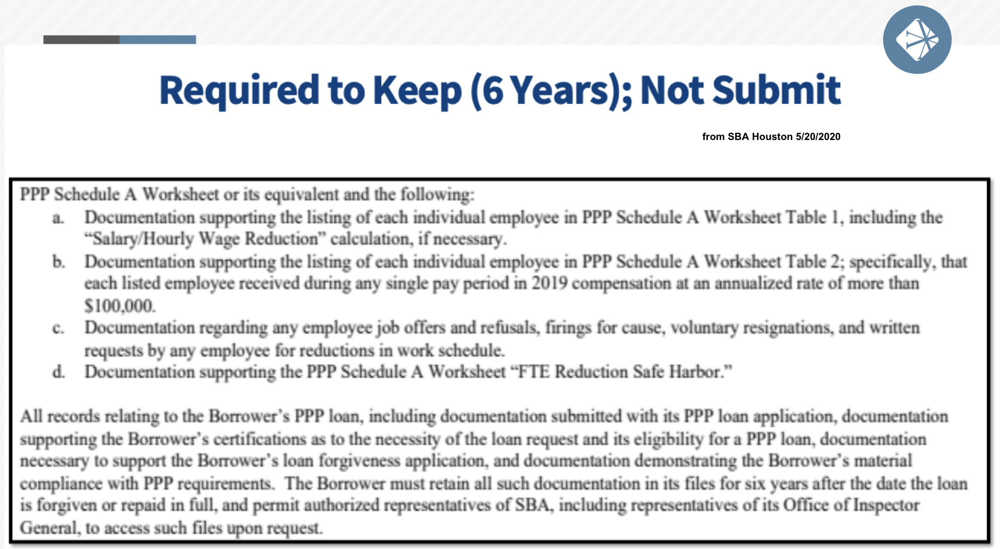 Required to Keep (6 Years); Not Submit
from SBA Houston 5/20/2020
PPP Schedule A Worksheet or its equivalent and the following:
a. Documentation supporting the listing of each individual employee in PPP Schedule A Worksheet Table 1, including the
“Salary/Hourly Wage Reduction” calculation, if necessary.
b. Documentation supporting the listing of each individual employee in PPP Schedule A Worksheet Table 2; specifically, that
each listed employee received during any single pay period in 2019 compensation at an annualized rate of more than
$100,000.
c. Documentation regarding any employee job offers and refusals, firings for cause, voluntary resignations, and written
requests by any employee for reductions in work schedule.
d. Documentation supporting the PPP Schedule A Worksheet “FTE Reduction Safe Harbor.”
All records relating to the Borrower’s PPP loan, including documentation submitted with its PPP loan application, documentation
supporting the Borrower’s certifications as to the necessity of the loan request and its eligibility for a PPP loan, documentation
necessary to support the Borrower’s loan forgiveness application, and documentation demonstrating the Borrower’s material
compliance with PPP requirements.  The Borrower must retain all such documentation in its files for six years after the date the loan
is forgiven or repaid in full, and permit authorized representatives of SBA, including representatives of its Office of Inspector
General, to access such files upon request.